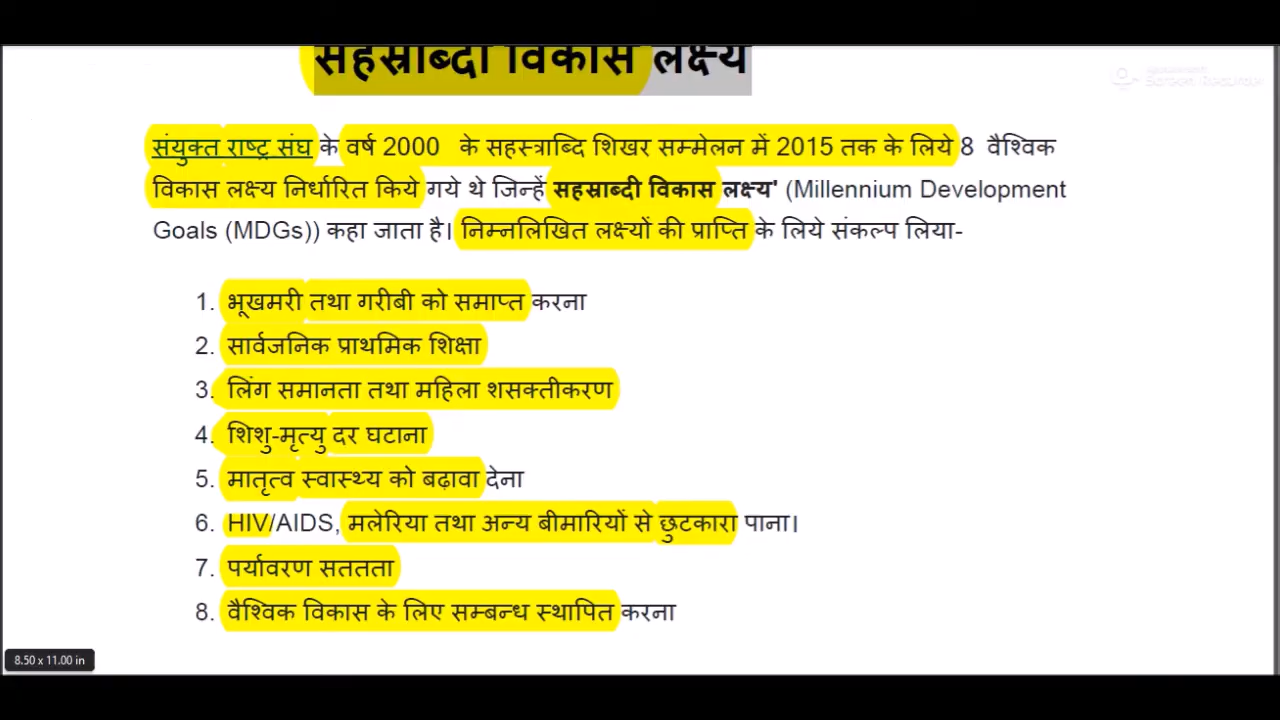 सहस्राब्दी विकास लक्ष्य
संयुक्त राष्ट्र संघ के वर्ष 2000 के सहस्त्राब्दि शिखर सम्मेलन में 2015 तक के लिये 8 वैश्विक
विकास लक्ष्य निर्धारित किये गये थे जिन्हें सहस्राब्दी विकास लक्ष्य' (Millennium Development
Goals (MDGs)) कहा जाता है। निम्नलिखित लक्ष्यों की प्राप्ति के लिये संकल्प लिया-
1. भूखमरी तथा गरीबी को समाप्त करना
2. सार्वजनिक प्राथमिक शिक्षा
3. लिंग समानता तथा महिला शसक्तीकरण
4. शिशु-मृत्यु दर घटाना
5. मातृत्व स्वास्थ्य को बढ़ावा देना
6. HIV/AIDS, मलेरिया तथा अन्य बीमारियों से छुटकारा पाना।
7. पर्यावरण सततता
8. वैश्विक विकास के लिए सम्बन्ध स्थापित करना
8.50 x 11.00 in
Screen Recorder